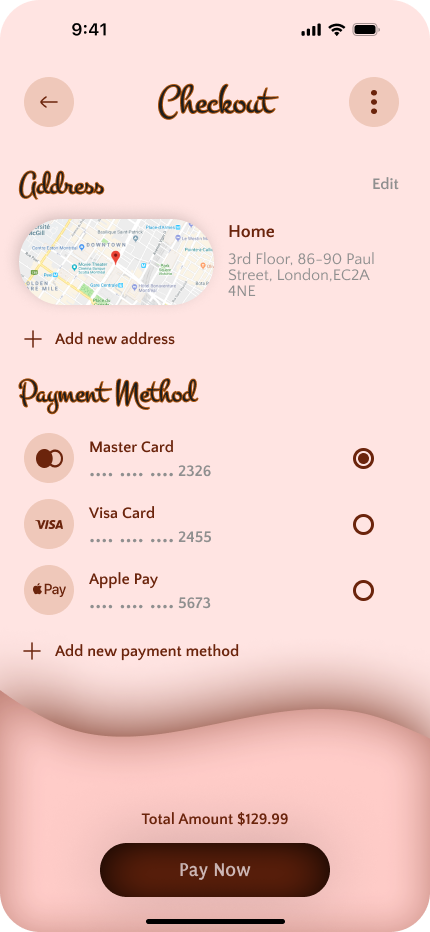 9:41
Checkout
Address
Edit
DOWNTOWN
Home
3rd Floor, 86-90 Paul
Street, London,EC2A
4NE
Add new address
Payment Method
Master Card
.... .... .... 2326
VISA
Visa Card
.... .... .... 2455
Pay
Apple Pay
.... .... .... 5673
Add new payment method
Total Amount $129.99
Pay Now